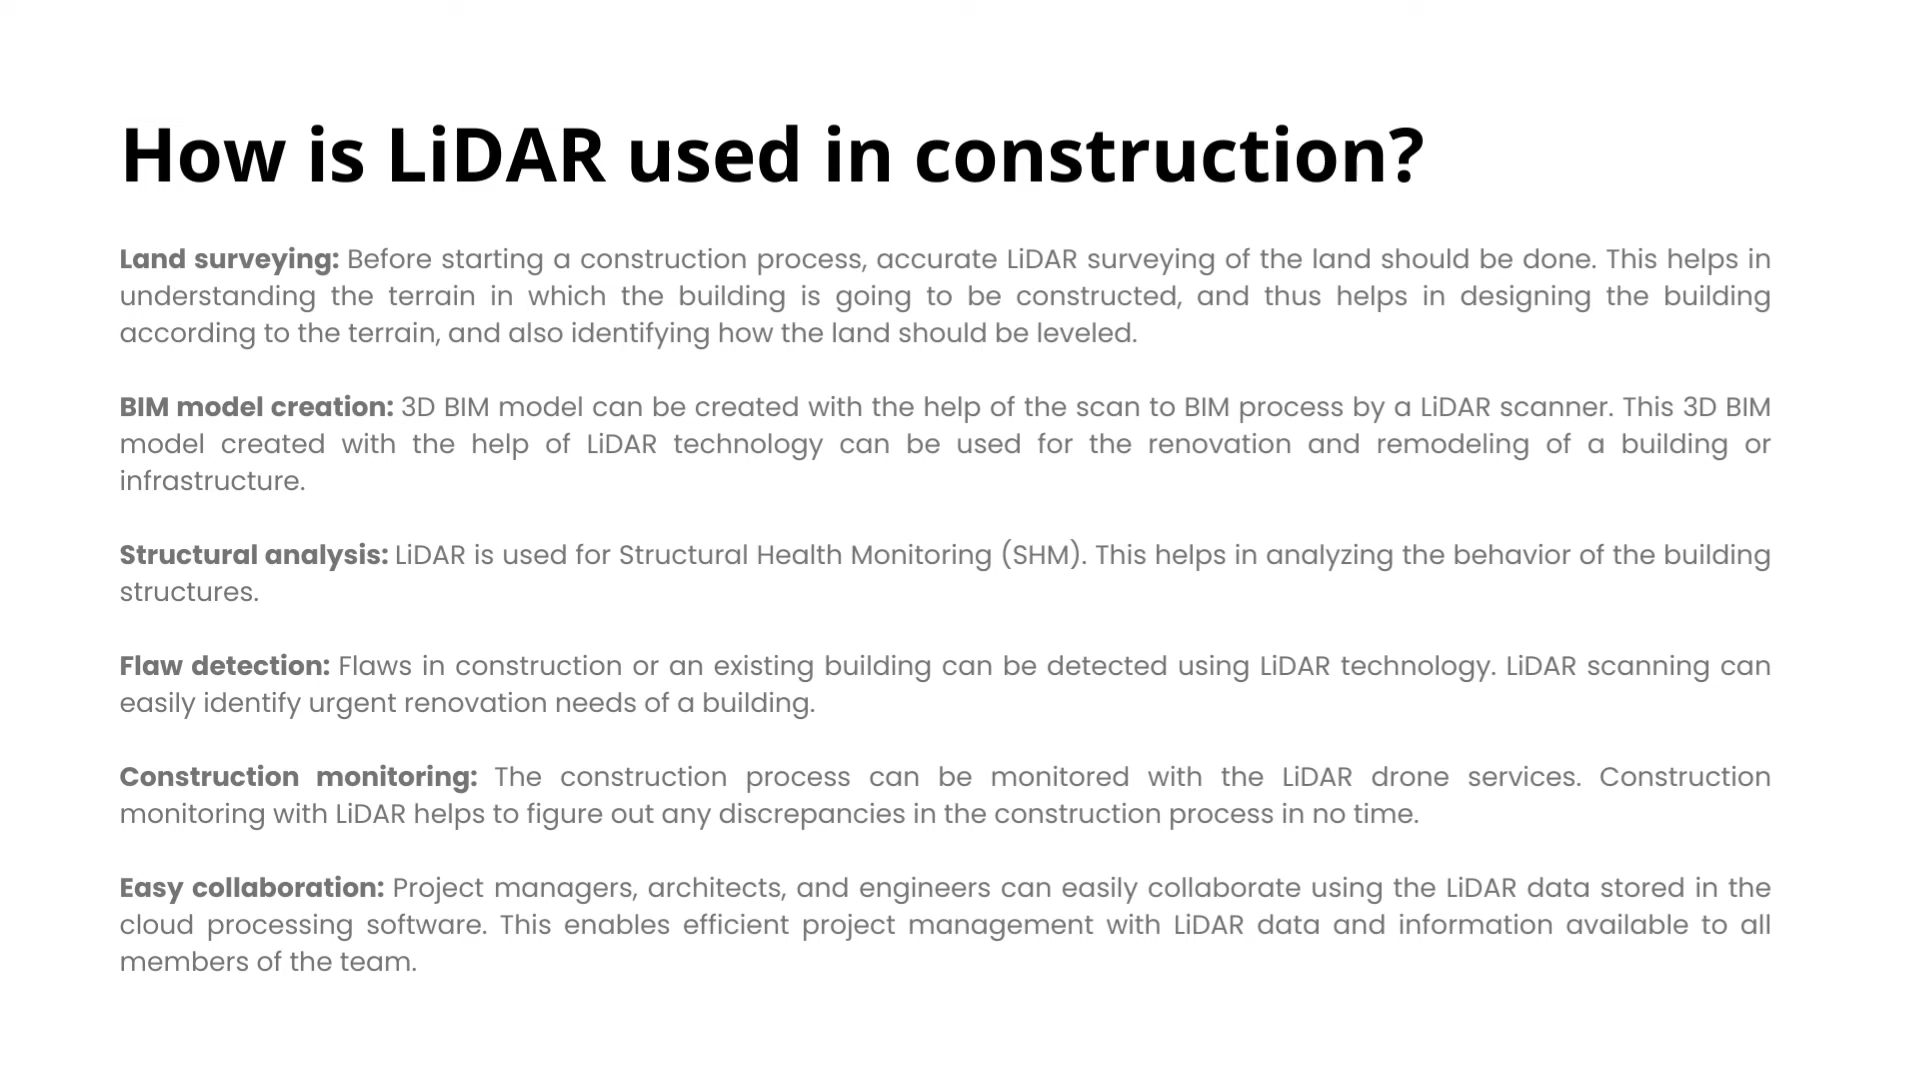 How is LiDAR used in construction?
Land surveying: Before starting a construction process, accurate LiDAR surveying of the land should be done. This helps in
understanding the terrain in which the building is going to be constructed, and thus helps in designing the building
according to the terrain, and also identifying how the land should be leveled.
BIM model creation: 3D BIM model can be created with the help of the scan to BIM process by a LiDAR scanner. This 3D BIM
model created with the help of LiDAR technology can be used for the renovation and remodeling of a building or
infrastructure.
Structural analysis: LiDAR is used for Structural Health Monitoring (SHM). This helps in analyzing the behavior of the building
structures.
Flaw detection: Flaws in construction or an existing building can be detected using LiDAR technology. LiDAR scanning can
easily identify urgent renovation needs of a building.
Construction monitoring: The construction process can be monitored with the LiDAR drone services. Construction
monitoring with LiDAR helps to figure out any discrepancies in the construction process in no time.
Easy collaboration: Project managers, architects, and engineers can easily collaborate using the LiDAR data stored in the
cloud processing software. This enables efficient project management with LiDAR data and information available to all
members of the team.